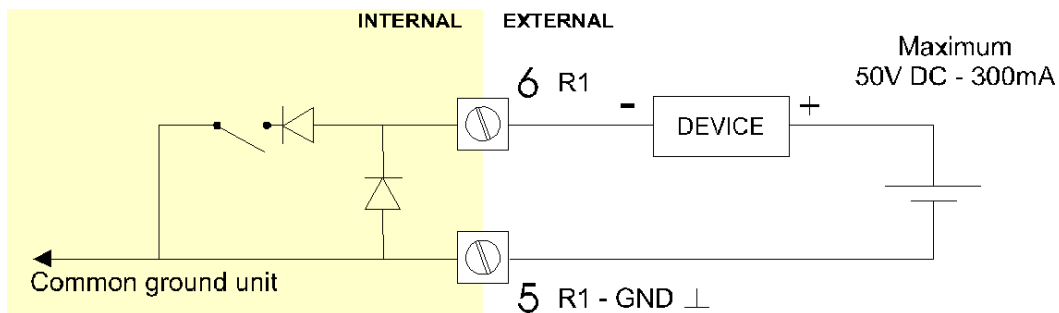 INTERNAL EXTERNAL
Maximum
50V DC - 300mA
6 R1
- DEVICE +
Common ground unit
5 R1 - GND ⊥